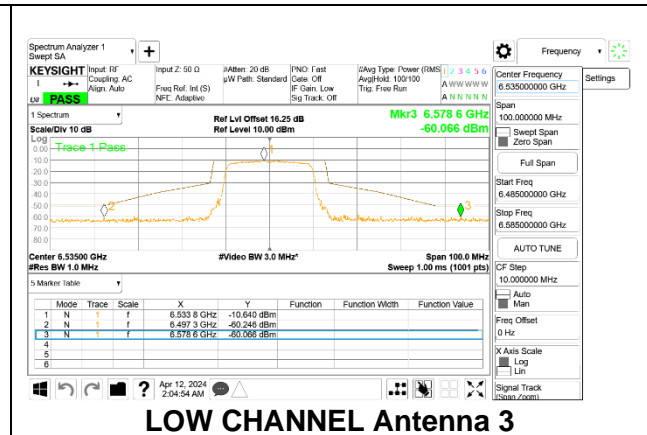 Spectrum Analyzer 1
Swept SA
+
Frequency
KEYSIGHT
Input: RF
Coupling: AC
Align: Auto
Input Z: 50 Ω
Freq Ref: Int (S)
NFE: Adaptive
#Atten: 20 dB
µW Path: Standard
PNO: Fast
Gate: Off
IF Gain: Low
Sig Track: Off
#Avg Type: Power (RMS
Avg|Hold: 100/100
Trig: Free Run
1 2 3 4 5 6
A W W W W W
A N N N N N
PASS
Center Frequency
6.535000000 GHz
Settings
Span
100.000000 MHz
Swept Span
Zero Span
Full Span
Start Freq
6.485000000 GHz
Stop Freq
6.585000000 GHz
AUTO TUNE
CF Step
10.000000 MHz
Auto
Man
Freq Offset
0 Hz
X Axis Scale
Log
Lin
Signal Track
(Span Zoom)
1 Spectrum
Scale/Div 10 dB
Ref Lvl Offset 16.25 dB
Ref Level 10.00 dBm
Mkr3 6.578 6 GHz
-60.066 dBm
Log
Trace 1 Pass
0.00
-10.0
-20.0
-30.0
-40.0
-50.0
-60.0
-70.0
-80.0
1
2
3
Center 6.53500 GHz
#Res BW 1.0 MHz
#Video BW 3.0 MHz*
Span 100.0 MHz
Sweep 1.00 ms (1001 pts)
5 Marker Table
Mode Trace Scale X Y Function Function Width Function Value
1 N 1 f 6.533 8 GHz -10.640 dBm
2 N 1 f 6.497 3 GHz -60.246 dBm
3 N 1 f 6.578 6 GHz -60.066 dBm
4
5
6
?
Apr 12, 2024
2:04:54 AM
LOW CHANNEL Antenna 3